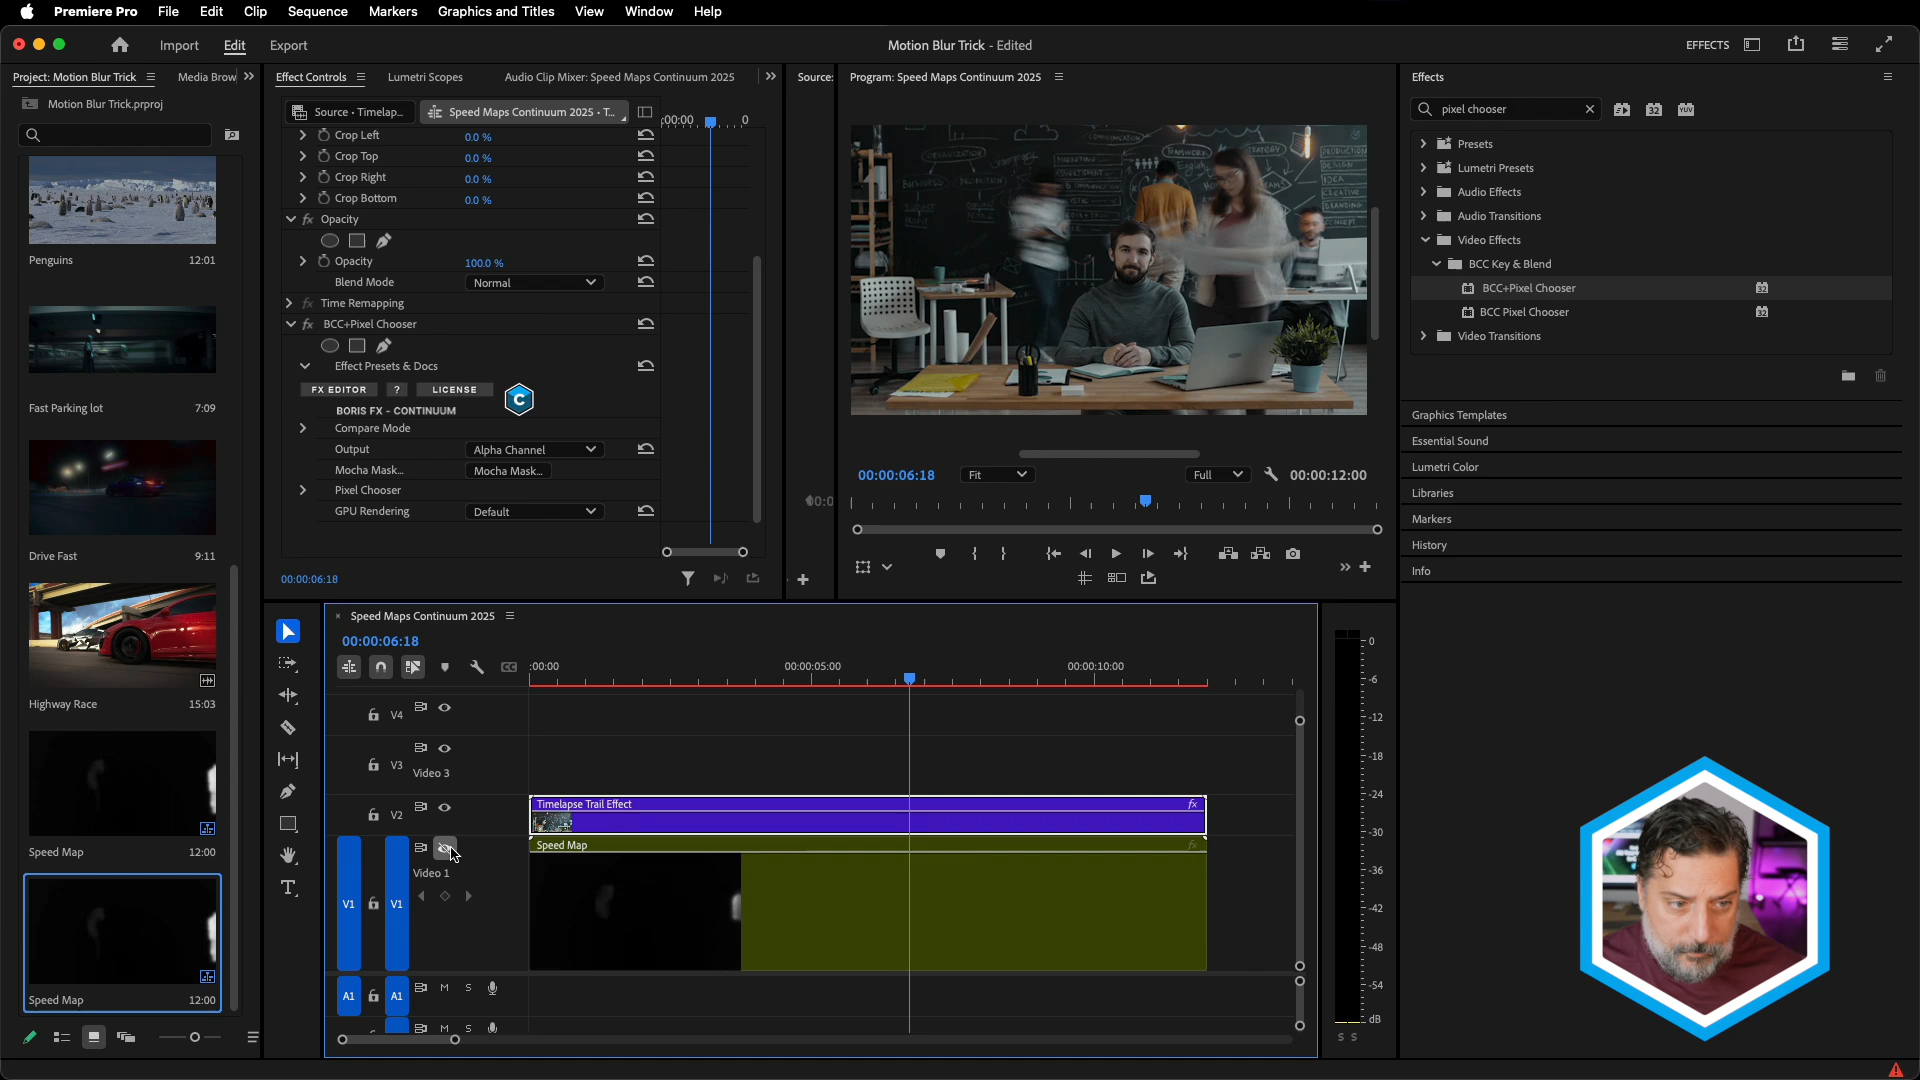 Premiere Pro File Edit Clip Sequence Markers Graphics and Titles View Window Help
Import Edit Export
Motion Blur Trick - Edited
EFFECTS
Project: Motion Blur Trick
Media Brow
Motion Blur Trick.prproj
Penguins 12:01
Fast Parking lot 7:09
Drive Fast 9:11
Highway Race 15:03
Speed Map 12:00
Speed Map 12:00
Effect Controls
Lumetri Scopes
Audio Clip Mixer: Speed Maps Continuum 2025
Source • Timelap...
Speed Maps Continuum 2025 • T...
:00:00 0
Crop Left 0.0 %
Crop Top 0.0 %
Crop Right 0.0 %
Crop Bottom 0.0 %
fx Opacity
Opacity 100.0 %
Blend Mode Normal
fx Time Remapping
fx BCC+Pixel Chooser
Effect Presets & Docs
FX EDITOR ? LICENSE
C
BORIS FX - CONTINUUM
Compare Mode
Output Alpha Channel
Mocha Mask... Mocha Mask...
Pixel Chooser
GPU Rendering Default
00:00:06:18
Source:
Program: Speed Maps Continuum 2025
00:00:06:18 Fit Full 00:00:12:00
Effects
pixel chooser
32 YUV
Presets
Lumetri Presets
Audio Effects
Audio Transitions
Video Effects
BCC Key & Blend
BCC+Pixel Chooser 32
BCC Pixel Chooser 32
Video Transitions
Graphics Templates
Essential Sound
Lumetri Color
Libraries
Markers
History
Info
Speed Maps Continuum 2025
00:00:06:18
CC
:00:00 00:00:05:00 00:00:10:00
V4
V3 Video 3
V2
Timelapse Trail Effect fx
V1 V1 Video 1
Speed Map fx
A1 A1 M S
M S
T
0
-6
-12
-18
-24
-30
-36
-42
-48
-54
dB
S S